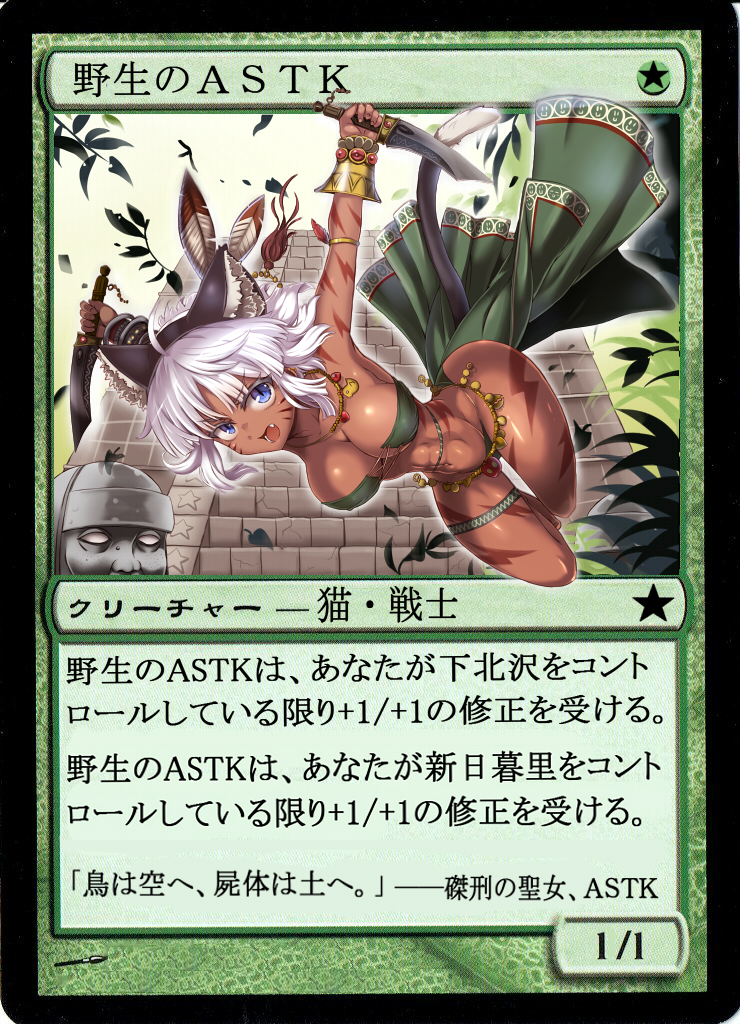 野生のASTK
クリーチャー ― 猫・戦士
野生のASTKは、あなたが下北沢をコント
ロールしている限り+1/+1の修正を受ける。
野生のASTKは、あなたが新日暮里をコント
ロールしている限り+1/+1の修正を受ける。
「鳥は空へ、屍体は土へ。」 ――磔刑の聖女、ASTK
1/1